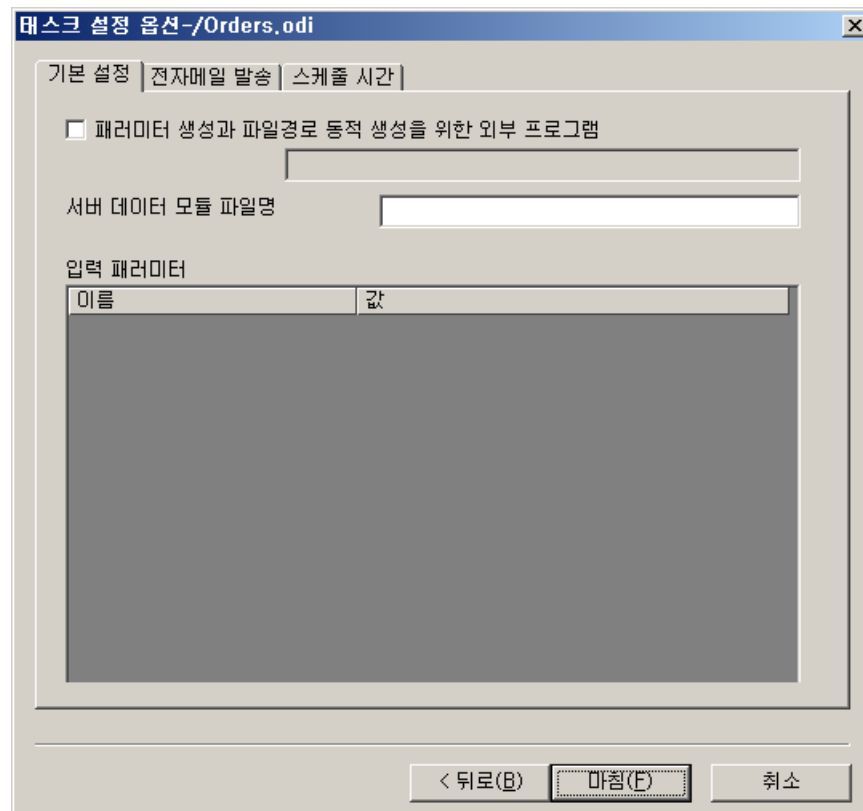 태스크 설정 옵션-/Orders.odi
기본 설정 전자메일 발송 스케줄 시간
패러미터 생성과 파일경로 동적 생성을 위한 외부 프로그램
서버 데이터 모듈 파일명
입력 패러미터
이름 값
< 뒤로(B) 마침(F) 취소